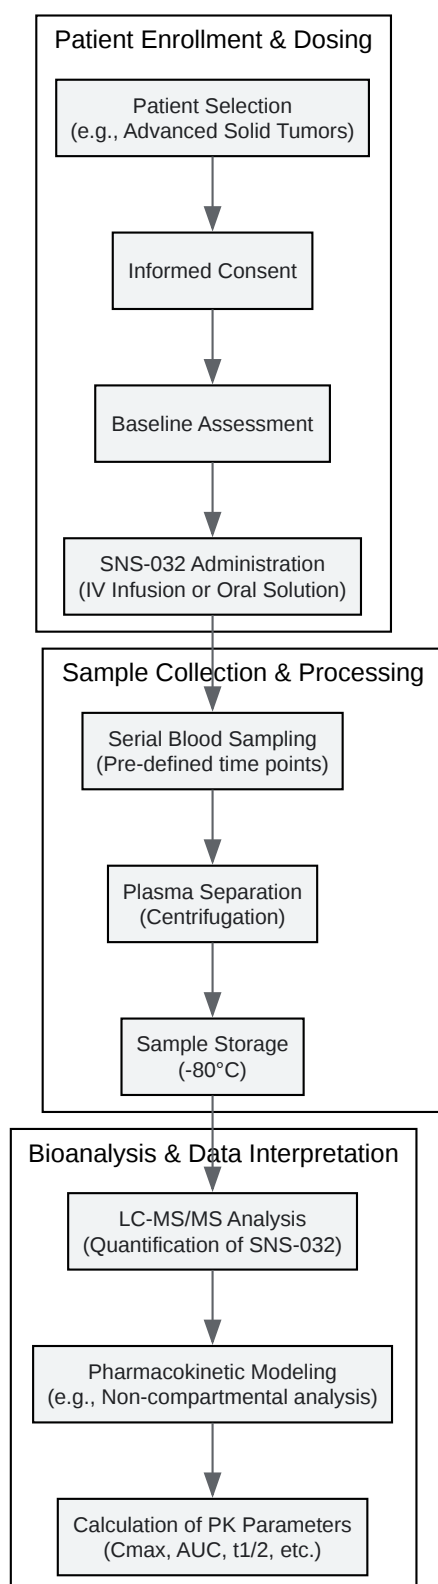 Patient Enrollment & Dosing
Patient Selection
(e.g., Advanced Solid Tumors)
Informed Consent
Baseline Assessment
SNS-032 Administration
(IV Infusion or Oral Solution)
Sample Collection & Processing
Serial Blood Sampling
(Pre-defined time points)
Plasma Separation
(Centrifugation)
Sample Storage
(-80°C)
Bioanalysis & Data Interpretation
LC-MS/MS Analysis
(Quantification of SNS-032)
Pharmacokinetic Modeling
(e.g., Non-compartmental analysis)
Calculation of PK Parameters
(Cmax, AUC, t1/2, etc.)